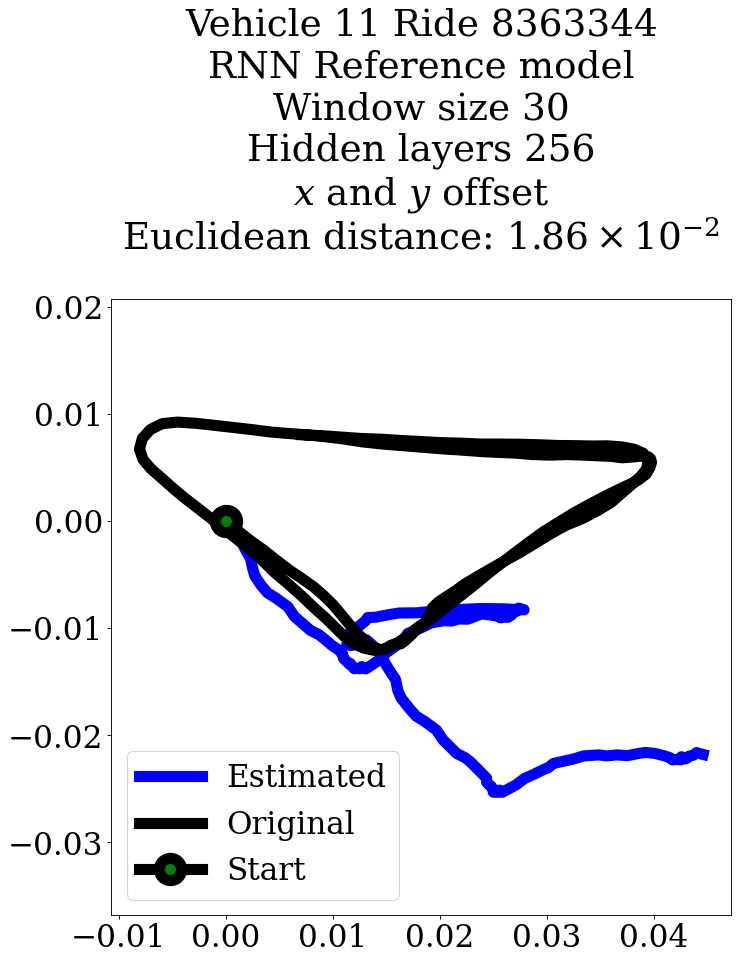 Vehicle 11 Ride 8363344
RNN Reference model
Window size 30
Hidden layers 256
x and y offset
Euclidean distance: 1.86 × 10⁻²
0.02
0.01
0.00
−0.01
−0.02
−0.03
Estimated
Original
Start
−0.01 0.00 0.01 0.02 0.03 0.04